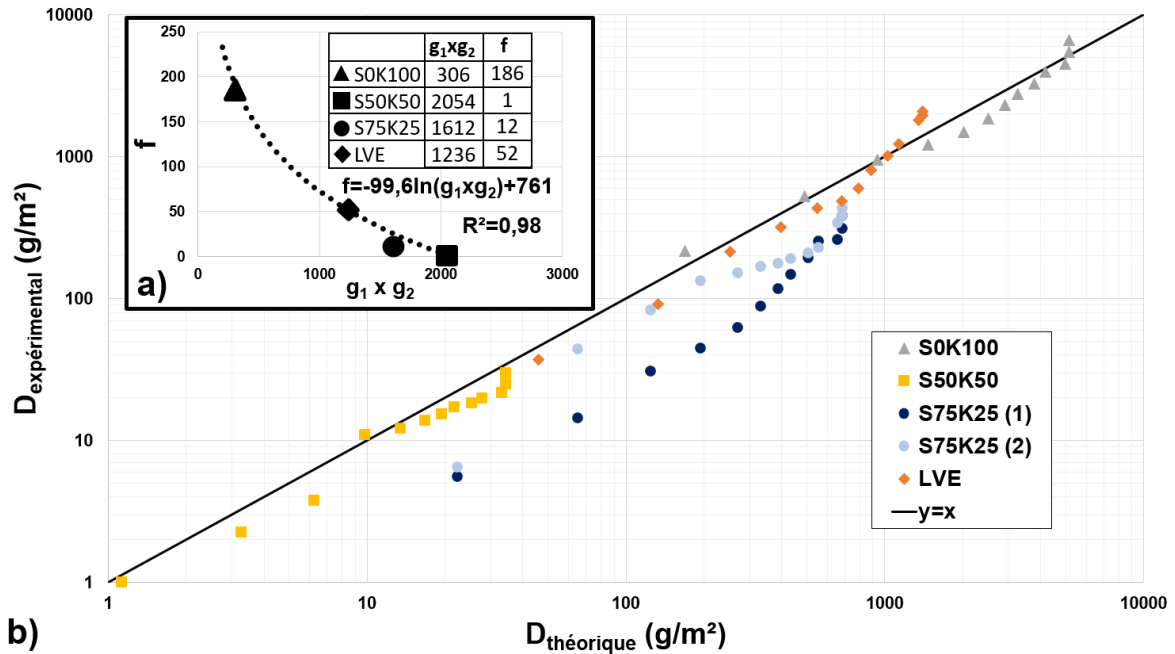 10000
1000
100
10
1
D_expérimental (g/m²)
250
200
150
100
50
0
f
g₁xg₂ f
S0K100 306 186
S50K50 2054 1
S75K25 1612 12
LVE 1236 52
f=-99,6ln(g₁xg₂)+761
R²=0,98
0 1000 2000 3000
g₁ x g₂
a)
S0K100
S50K50
S75K25 (1)
S75K25 (2)
LVE
y=x
1 10 100 1000 10000
b)
D_théorique (g/m²)